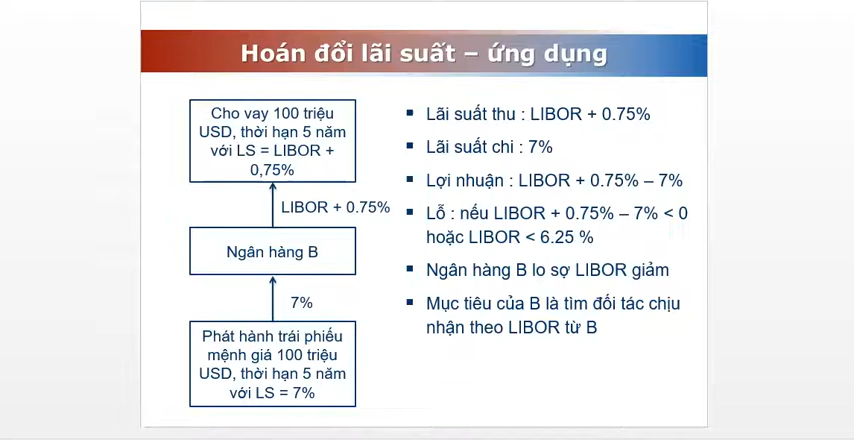 Hoán đổi lãi suất – ứng dụng
Cho vay 100 triệu
USD, thời hạn 5 năm
với LS = LIBOR +
0,75%
LIBOR + 0.75%
Ngân hàng B
7%
Phát hành trái phiếu
mệnh giá 100 triệu
USD, thời hạn 5 năm
với LS = 7%
▪ Lãi suất thu : LIBOR + 0.75%
▪ Lãi suất chi : 7%
▪ Lợi nhuận : LIBOR + 0.75% – 7%
▪ Lỗ : nếu LIBOR + 0.75% – 7% < 0
hoặc LIBOR < 6.25 %
▪ Ngân hàng B lo sợ LIBOR giảm
▪ Mục tiêu của B là tìm đối tác chịu
nhận theo LIBOR từ B